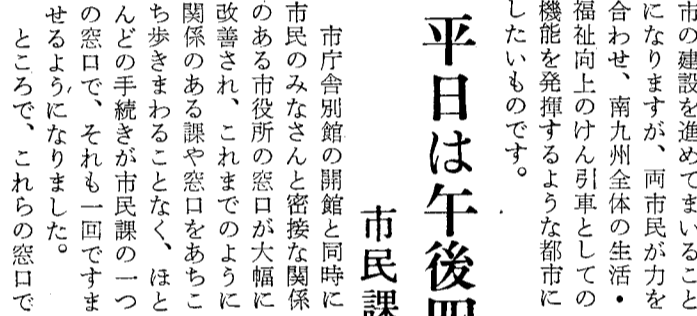 市の建設を進めてまいること
になりますが、両市民が力を
合わせ、南九州全体の生活・
福祉向上のけん引車としての
機能を発揮するような都市に
したいものです。
平日は午後四
市民課
市庁舎別館の開館と同時に
市民のみなさんと密接な関係
のある市役所の窓口が大幅に
改善され、これまでのように
関係のある課や窓口をあちこ
ち歩きまわることなく、ほと
んどの手続きが市民課の一つ
の窓口で、それも一回ですま
せるようになりました。
ところで、これらの窓口で